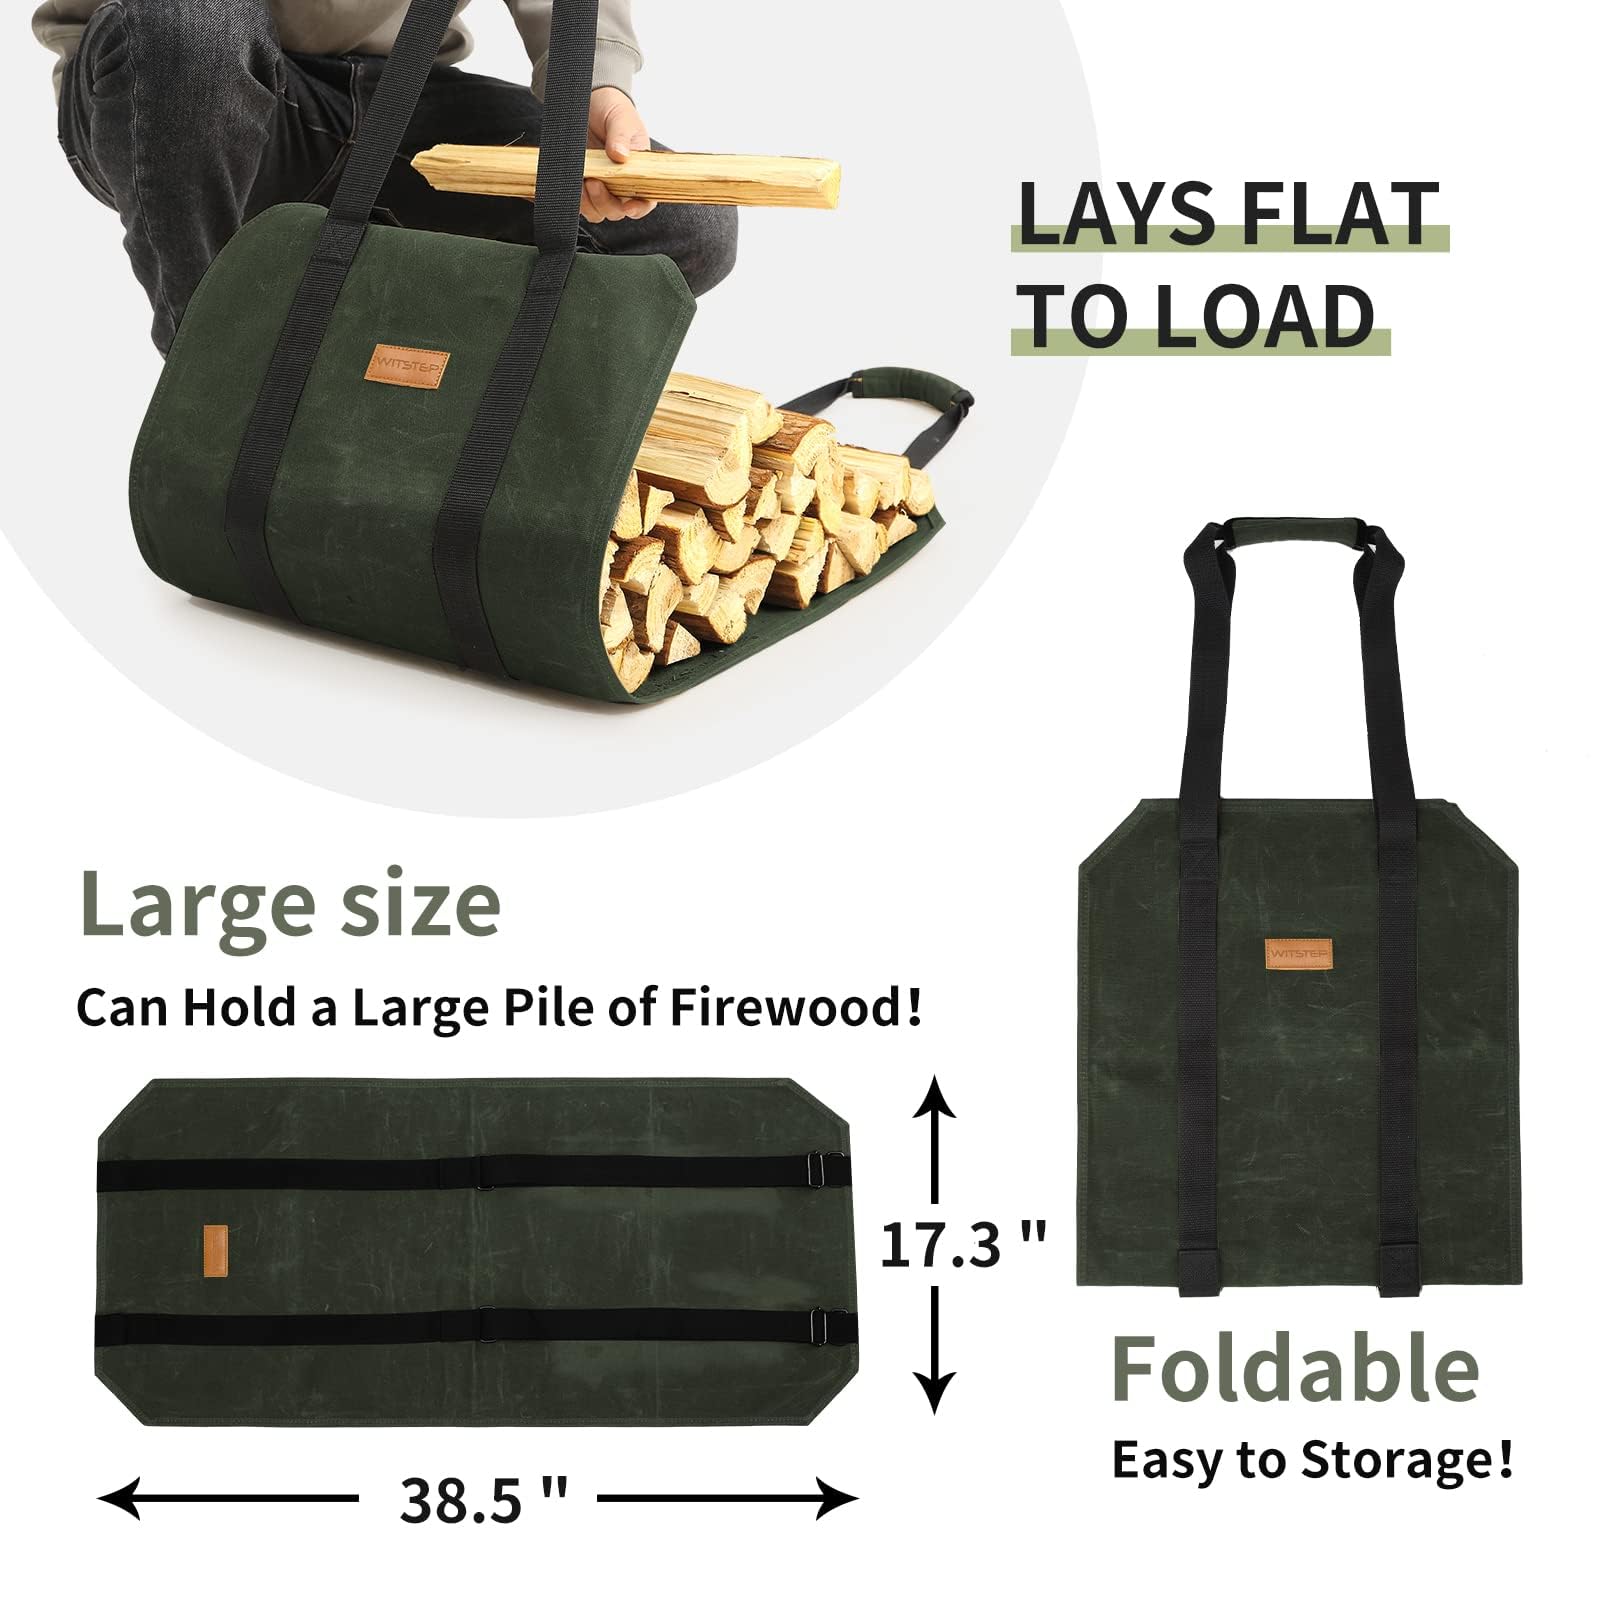 LAYS FLAT
TO LOAD
WITSTEP
Large size
Can Hold a Large Pile of Firewood!
17.3 "
38.5 "
WITSTEP
Foldable
Easy to Storage!